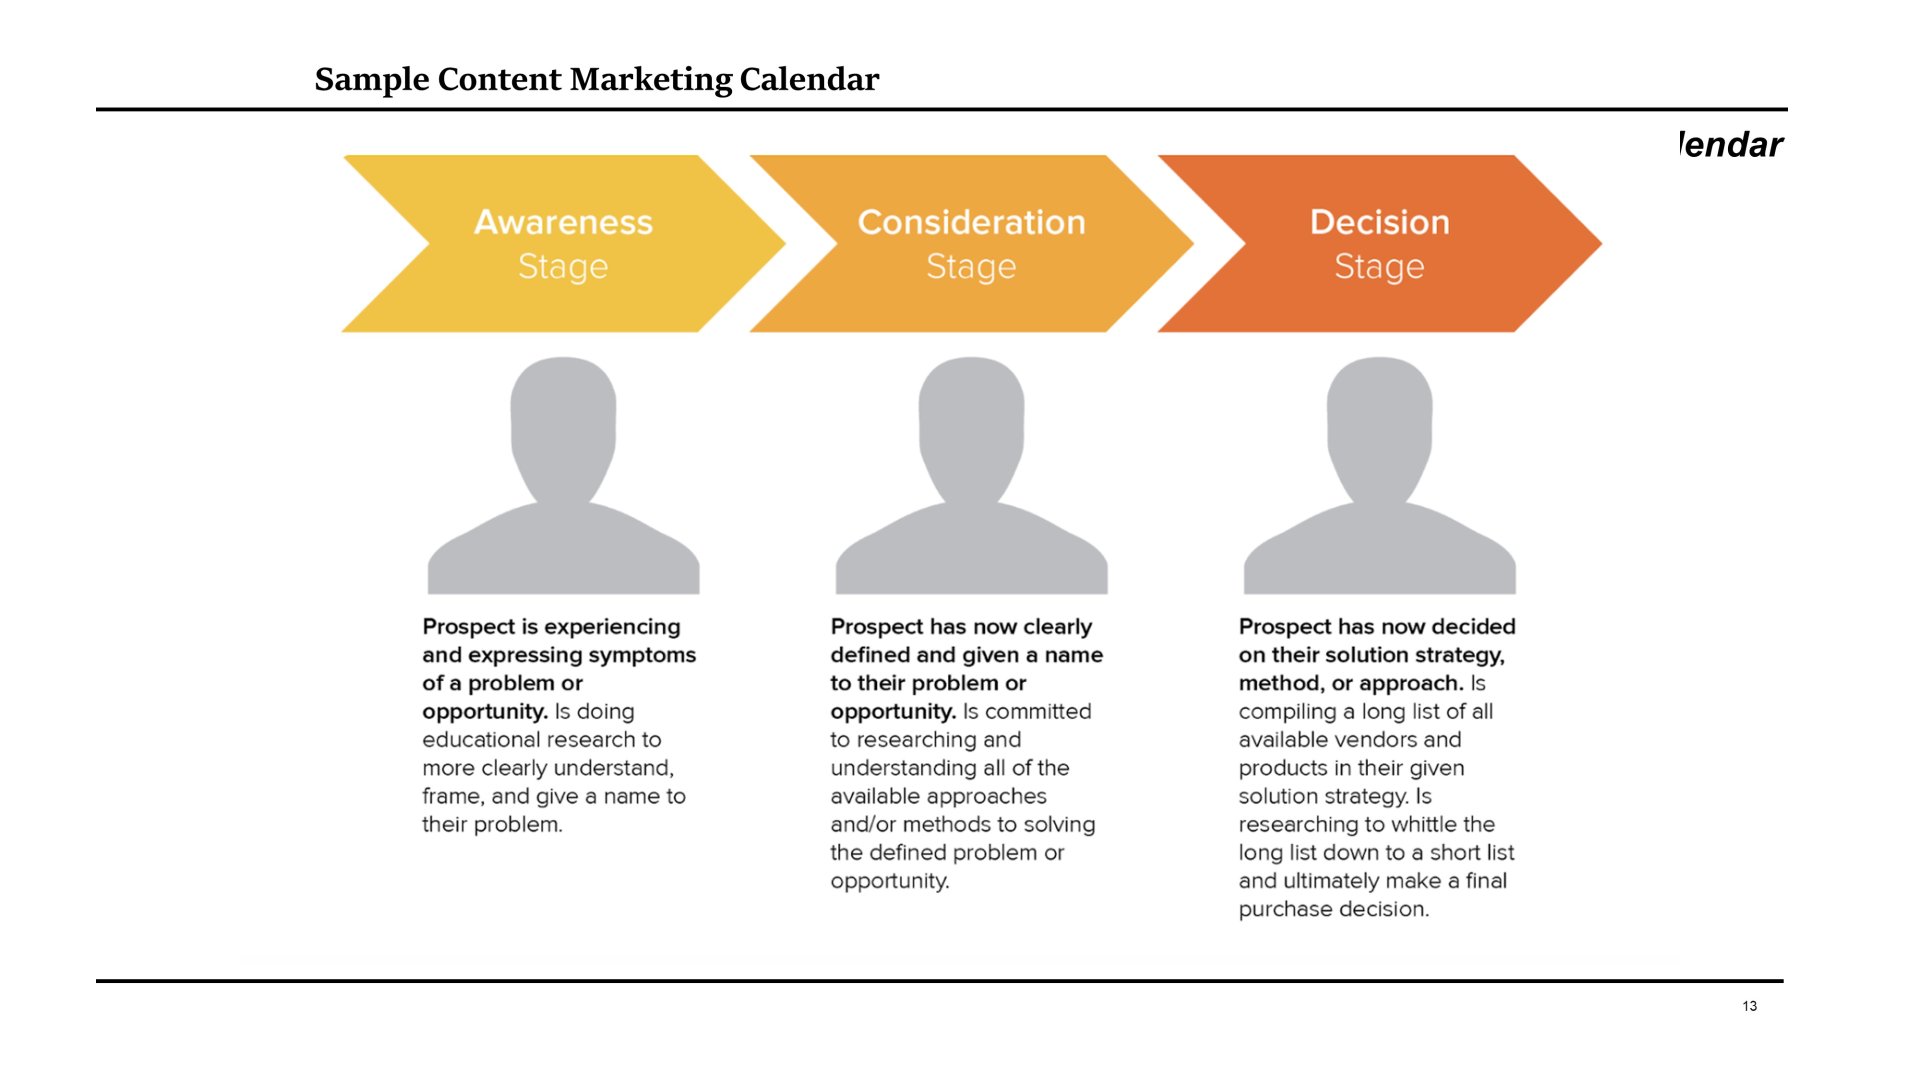 Sample Content Marketing Calendar
lendar
Awareness
Stage
Consideration
Stage
Decision
Stage
Prospect is experiencing
and expressing symptoms
of a problem or
opportunity. Is doing
educational research to
more clearly understand,
frame, and give a name to
their problem.
Prospect has now clearly
defined and given a name
to their problem or
opportunity. Is committed
to researching and
understanding all of the
available approaches
and/or methods to solving
the defined problem or
opportunity.
Prospect has now decided
on their solution strategy,
method, or approach. Is
compiling a long list of all
available vendors and
products in their given
solution strategy. Is
researching to whittle the
long list down to a short list
and ultimately make a final
purchase decision.
13